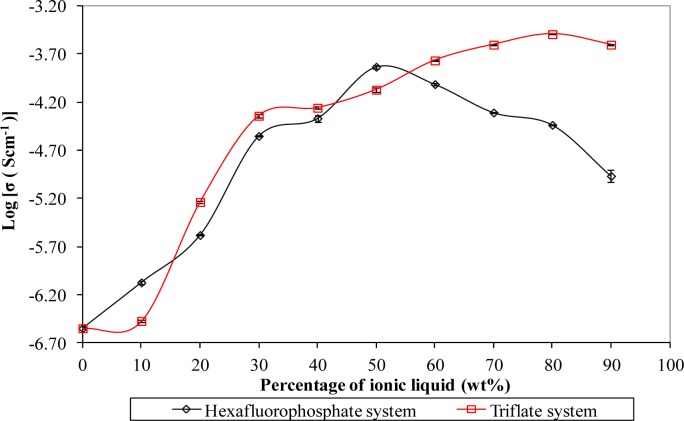 Log [σ ( Scm-1)]
-3.20
-3.70
-4.20
-4.70
-5.20
-5.70
-6.20
-6.70
0 10 20 30 40 50 60 70 80 90 100
Percentage of ionic liquid (wt%)
Hexafluorophosphate system Triflate system